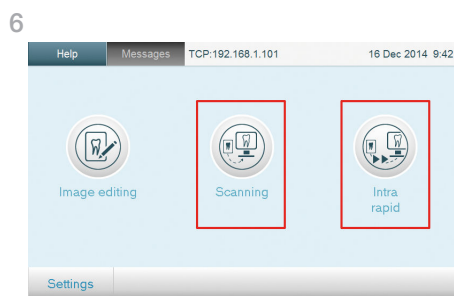 6
Help Messages TCP:192.168.1.101 16 Dec 2014 9:42
Image editing Scanning Intra
rapid
Settings